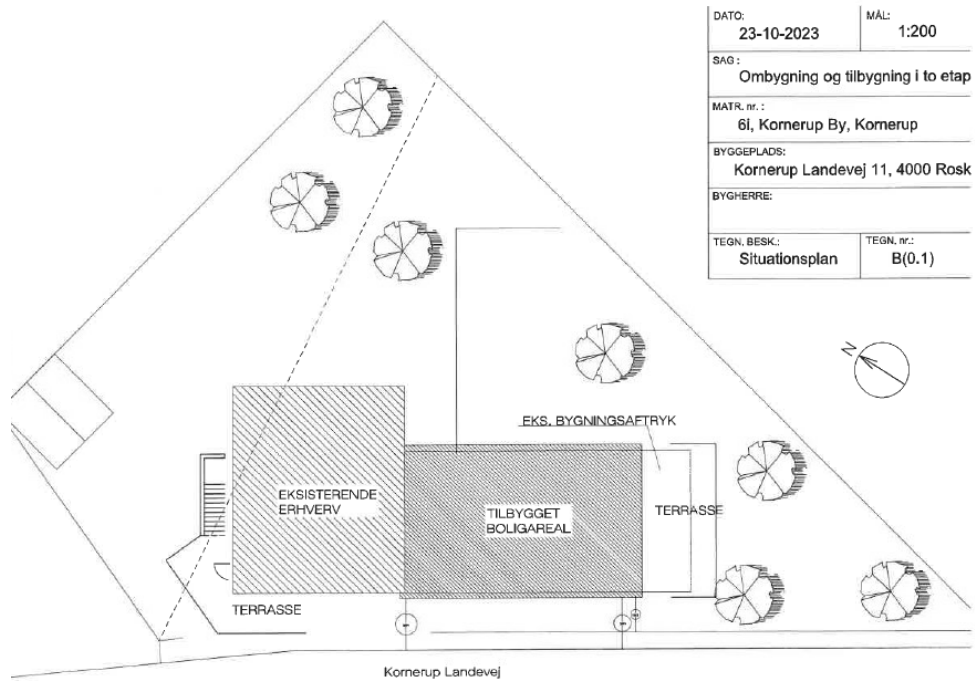 DATO:
23-10-2023
MÅL:
1:200
SAG :
Ombygning og tilbygning i to etap
MATR. nr. :
6i, Kornerup By, Kornerup
BYGGEPLADS:
Kornerup Landevej 11, 4000 Rosk
BYGHERRE:
TEGN. BESK.:
Situationsplan
TEGN. nr.:
B(0.1)
N
EKS. BYGNINGSAFTRYK
EKSISTERENDE
ERHVERV
TILBYGGET
BOLIGAREAL
TERRASSE
TERRASSE
Kornerup Landevej